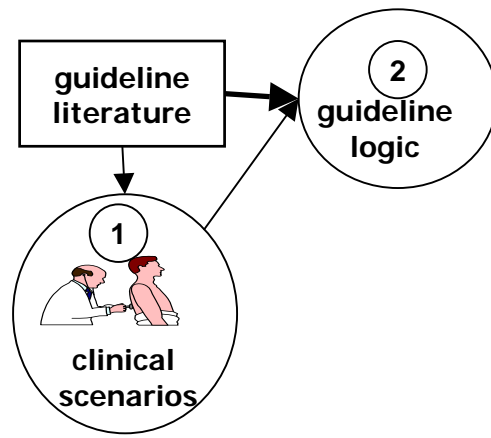 guideline
literature
2
guideline
logic
1
clinical
scenarios